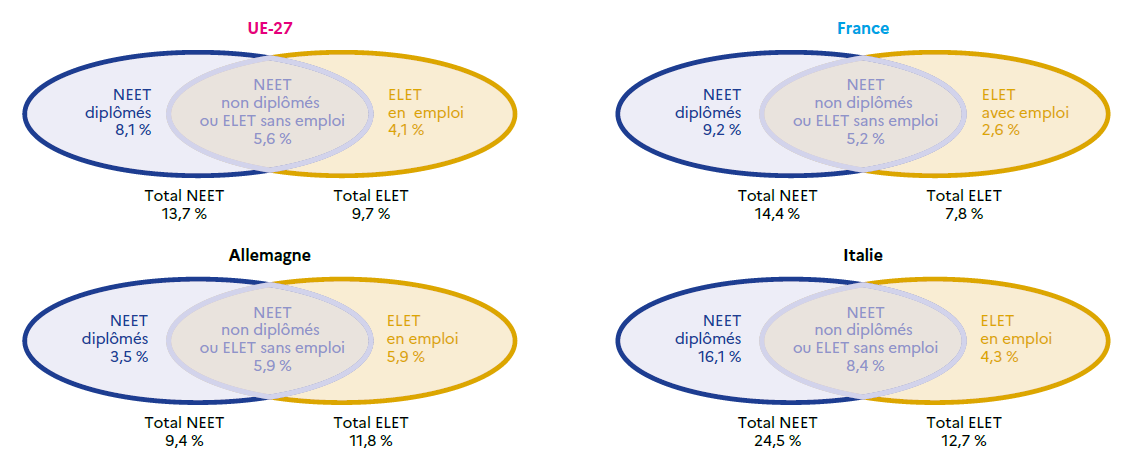 UE-27
NEET
diplômés
8,1 %
NEET
non diplômés
ou ELET sans emploi
5,6 %
ELET
en emploi
4,1 %
Total NEET
13,7 %
Total ELET
9,7 %
France
NEET
diplômés
9,2 %
NEET
non diplômés
ou ELET sans emploi
5,2 %
ELET
avec emploi
2,6 %
Total NEET
14,4 %
Total ELET
7,8 %
Allemagne
NEET
diplômés
3,5 %
NEET
non diplômés
ou ELET sans emploi
5,9 %
ELET
en emploi
5,9 %
Total NEET
9,4 %
Total ELET
11,8 %
Italie
NEET
diplômés
16,1 %
NEET
non diplômés
ou ELET sans emploi
8,4 %
ELET
en emploi
4,3 %
Total NEET
24,5 %
Total ELET
12,7 %